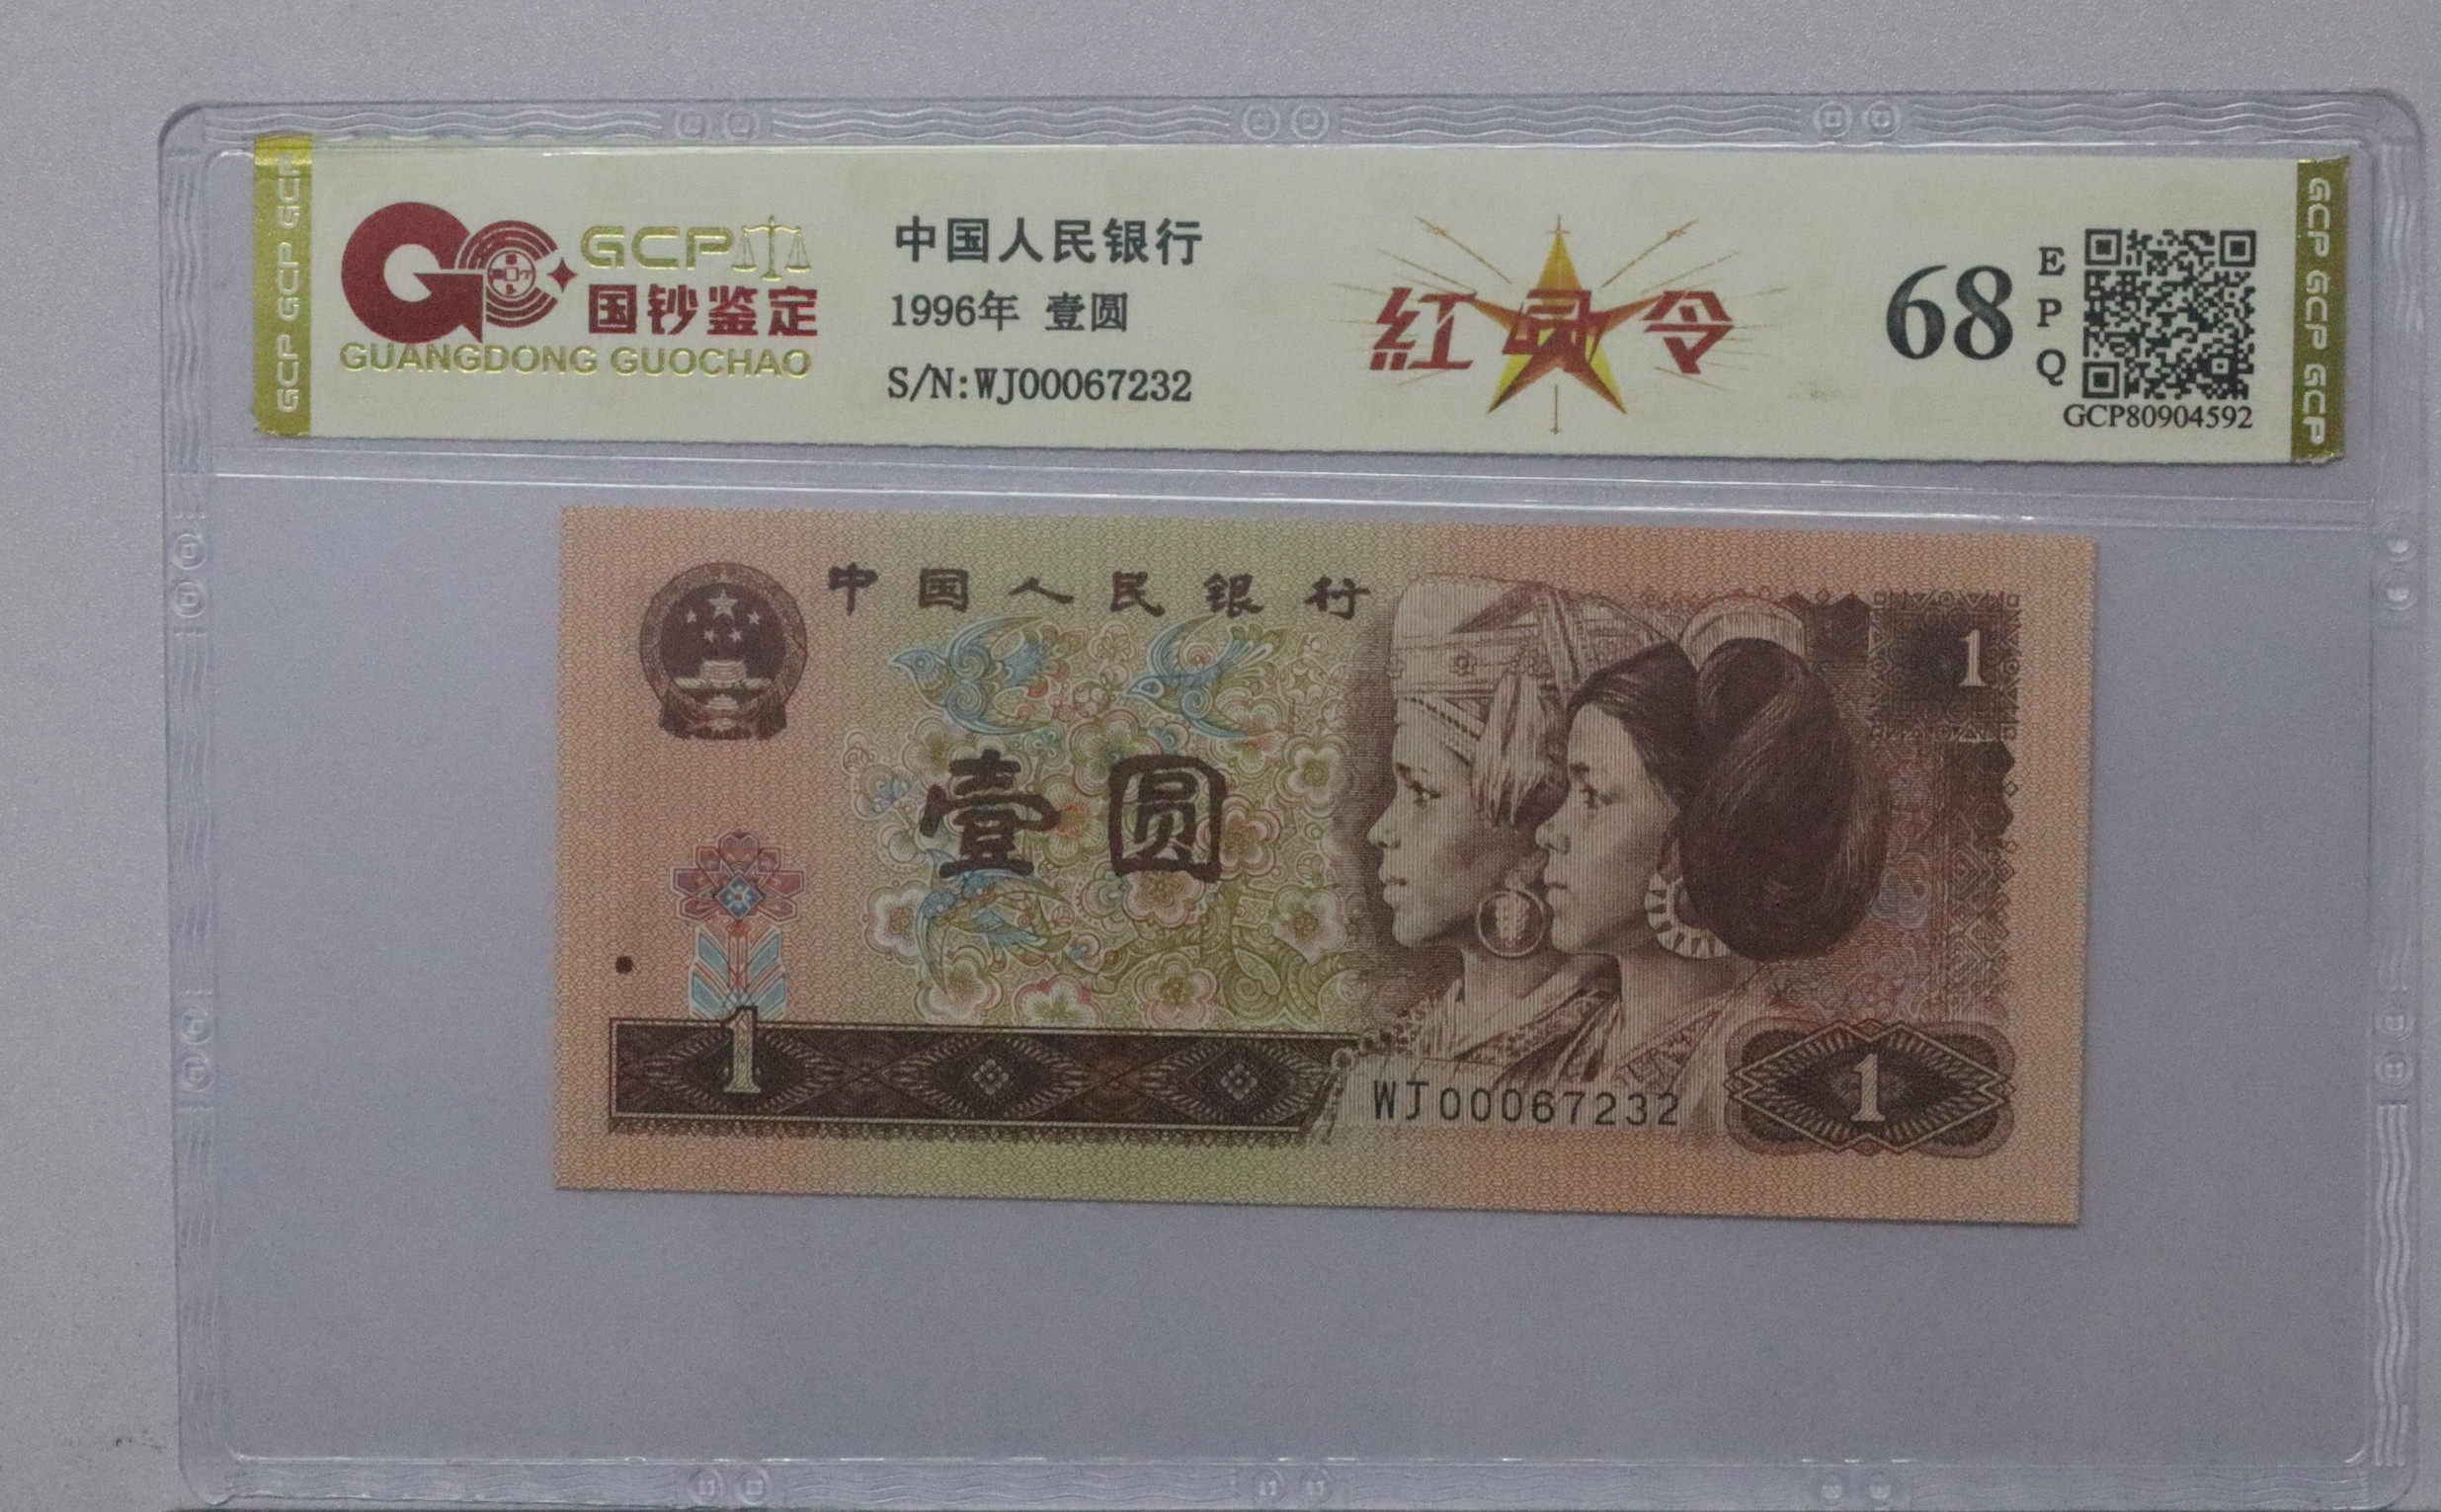 GCP GCP GCP
GCP
国钞鉴定
GUANGDONG GUOCHAO
中国人民银行
1996年 壹圆
S/N:WJ00067232
紅 令
68
E
P
Q
GCP80904592
GCP GCP GCP
中国人民银行
1
壹圆
1
WJ00067232
1